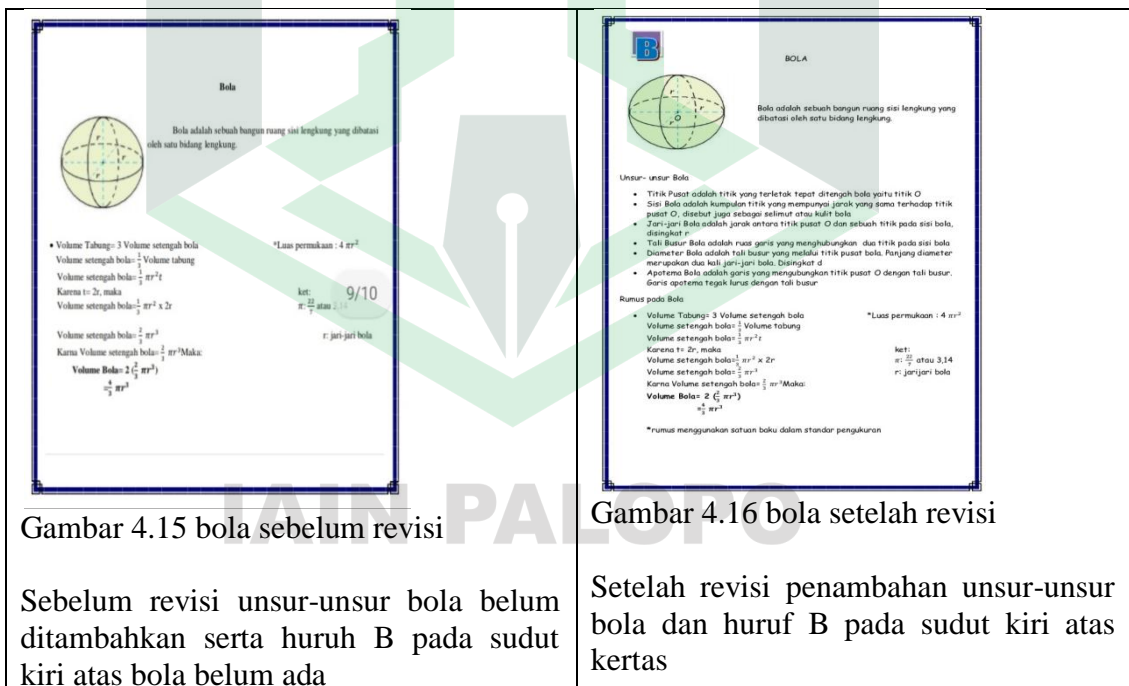 Bola
Bola adalah sebuah bangun ruang sisi lengkung yang dibatasi
oleh satu bidang lengkung.
r
r
r
• Volume Tabung= 3 Volume setengah bola
Volume setengah bola= 1/3 Volume tabung
Volume setengah bola= 1/3 πr²t
Karena t= 2r, maka
Volume setengah bola= 1/3 πr² x 2r
Volume setengah bola= 2/3 πr³
Karna Volume setengah bola= 2/3 πr³Maka:
Volume Bola= 2 (2/3 πr³)
= 4/3 πr³
*Luas permukaan : 4 πr²
ket:
π: 22/7 atau
r: jari-jari bola
9/10
Gambar 4.15 bola sebelum revisi
Sebelum revisi unsur-unsur bola belum
ditambahkan serta huruh B pada sudut
kiri atas bola belum ada
B
BOLA
r
r
O
r
Bola adalah sebuah bangun ruang sisi lengkung yang
dibatasi oleh satu bidang lengkung.
Unsur- unsur Bola
• Titik Pusat adalah titik yang terletak tepat ditengah bola yaitu titik O
• Sisi Bola adalah kumpulan titik yang mempunyai jarak yang sama terhadap titik
pusat O, disebut juga sebagai selimut atau kulit bola
• Jari-jari Bola adalah jarak antara titik pusat O dan sebuah titik pada sisi bola,
disingkat r
• Tali Busur Bola adalah ruas garis yang menghubungkan dua titik pada sisi bola
• Diameter Bola adalah tali busur yang melalui titik pusat bola. Panjang diameter
merupakan dua kali jari-jari bola. Disingkat d
• Apotema Bola adalah garis yang mengubungkan titik pusat O dengan tali busur.
Garis apotema tegak lurus dengan tali busur
Rumus pada Bola
• Volume Tabung= 3 Volume setengah bola
Volume setengah bola= 1/3 Volume tabung
Volume setengah bola= 1/3 πr²t
Karena t= 2r, maka
Volume setengah bola= 1/3 πr² x 2r
Volume setengah bola= 2/3 πr³
Karna Volume setengah bola= 2/3 πr³Maka:
Volume Bola= 2 (2/3 πr³)
= 4/3 πr³
*Luas permukaan : 4 πr²
ket:
π: 22/7 atau 3,14
r: jarijari bola
*rumus menggunakan satuan baku dalam standar pengukuran
Gambar 4.16 bola setelah revisi
Setelah revisi penambahan unsur-unsur
bola dan huruf B pada sudut kiri atas
kertas
IAIN PALOPO